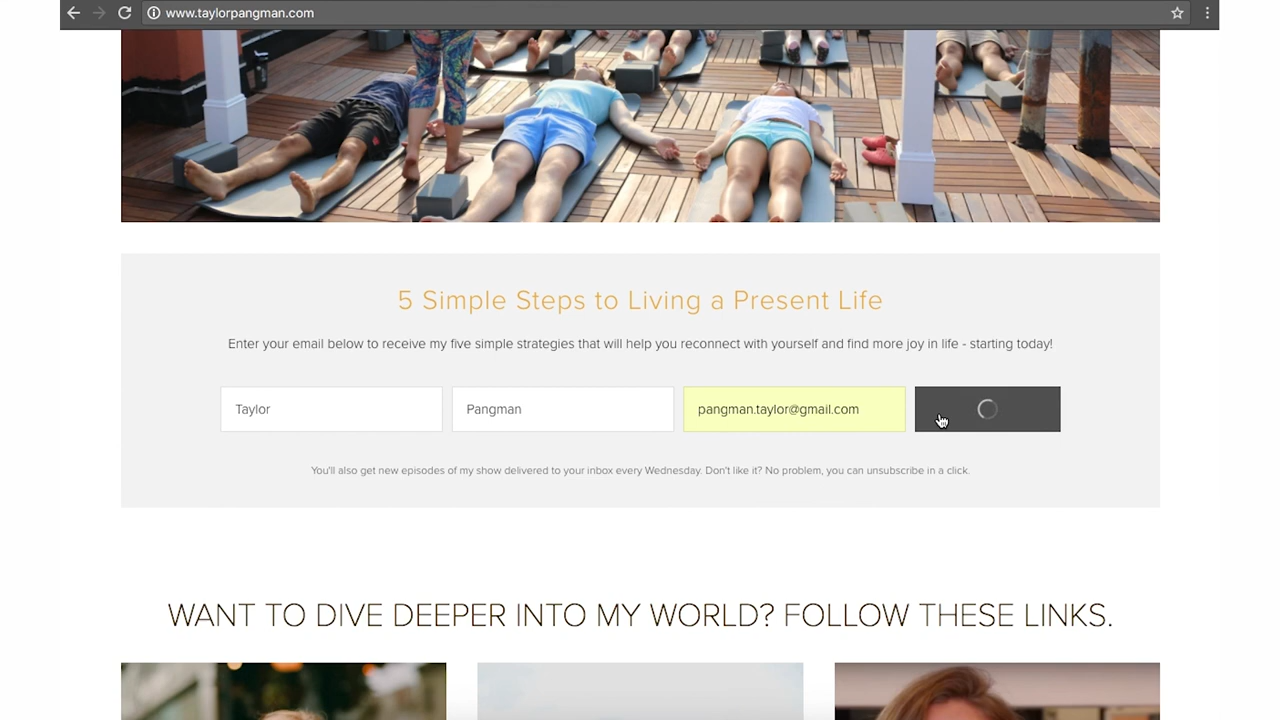 www.taylorpangman.com
5 Simple Steps to Living a Present Life
Enter your email below to receive my five simple strategies that will help you reconnect with yourself and find more joy in life - starting today!
Taylor
Pangman
pangman.taylor@gmail.com
You'll also get new episodes of my show delivered to your inbox every Wednesday. Don't like it? No problem, you can unsubscribe in a click.
WANT TO DIVE DEEPER INTO MY WORLD? FOLLOW THESE LINKS.